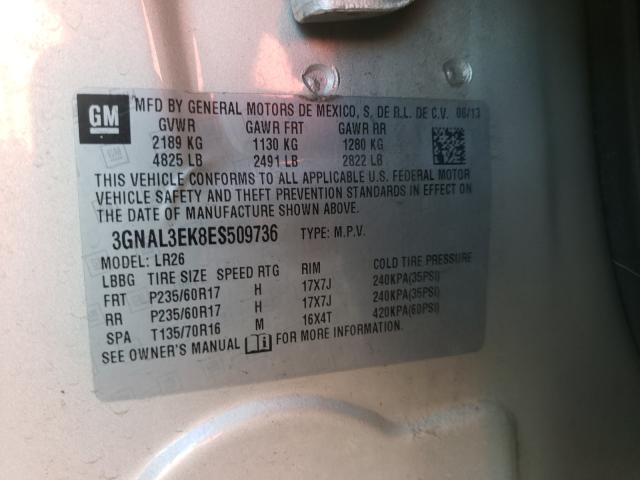 GM
MFD BY GENERAL MOTORS DE MEXICO, S. DE R.L. DE C.V. 06/13
GVWR GAWR FRT GAWR RR
2189 KG 1130 KG 1280 KG
4825 LB 2491 LB 2822 LB
THIS VEHICLE CONFORMS TO ALL APPLICABLE U.S. FEDERAL MOTOR
VEHICLE SAFETY AND THEFT PREVENTION STANDARDS IN EFFECT ON
THE DATE OF MANUFACTURE SHOWN ABOVE.
3GNAL3EK8ES509736 TYPE: M.P.V.
MODEL: LR26
LBBG TIRE SIZE SPEED RTG RIM COLD TIRE PRESSURE
FRT P235/60R17 H 17X7J 240KPA(35PSI)
RR P235/60R17 H 17X7J 240KPA(35PSI)
SPA T135/70R16 M 16X4T 420KPA(60PSI)
SEE OWNER'S MANUAL FOR MORE INFORMATION.